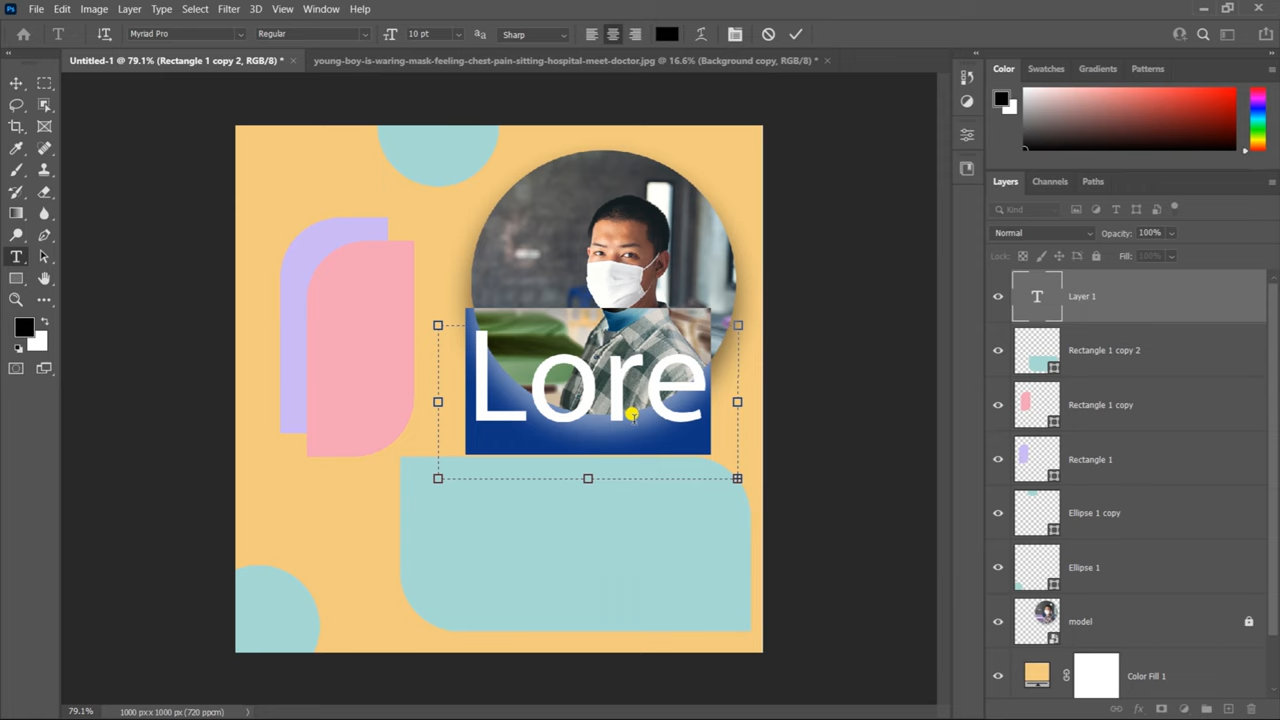 Ps File Edit Image Layer Type Select Filter 3D View Window Help
T Myriad Pro Regular 10 pt Sharp
Untitled-1 @ 79.1% (Rectangle 1 copy 2, RGB/8) *
young-boy-is-waring-mask-feeling-chest-pain-sitting-hospital-meet-doctor.jpg @ 16.6% (Background copy, RGB/8) *
Color Swatches Gradients Patterns
Layers Channels Paths
Kind
Normal Opacity: 100%
Lock: Fill: 100%
Layer 1
Rectangle 1 copy 2
Rectangle 1 copy
Rectangle 1
Ellipse 1 copy
Ellipse 1
model
Color Fill 1
Lore
79.1% 1000 px x 1000 px (720 ppcm)